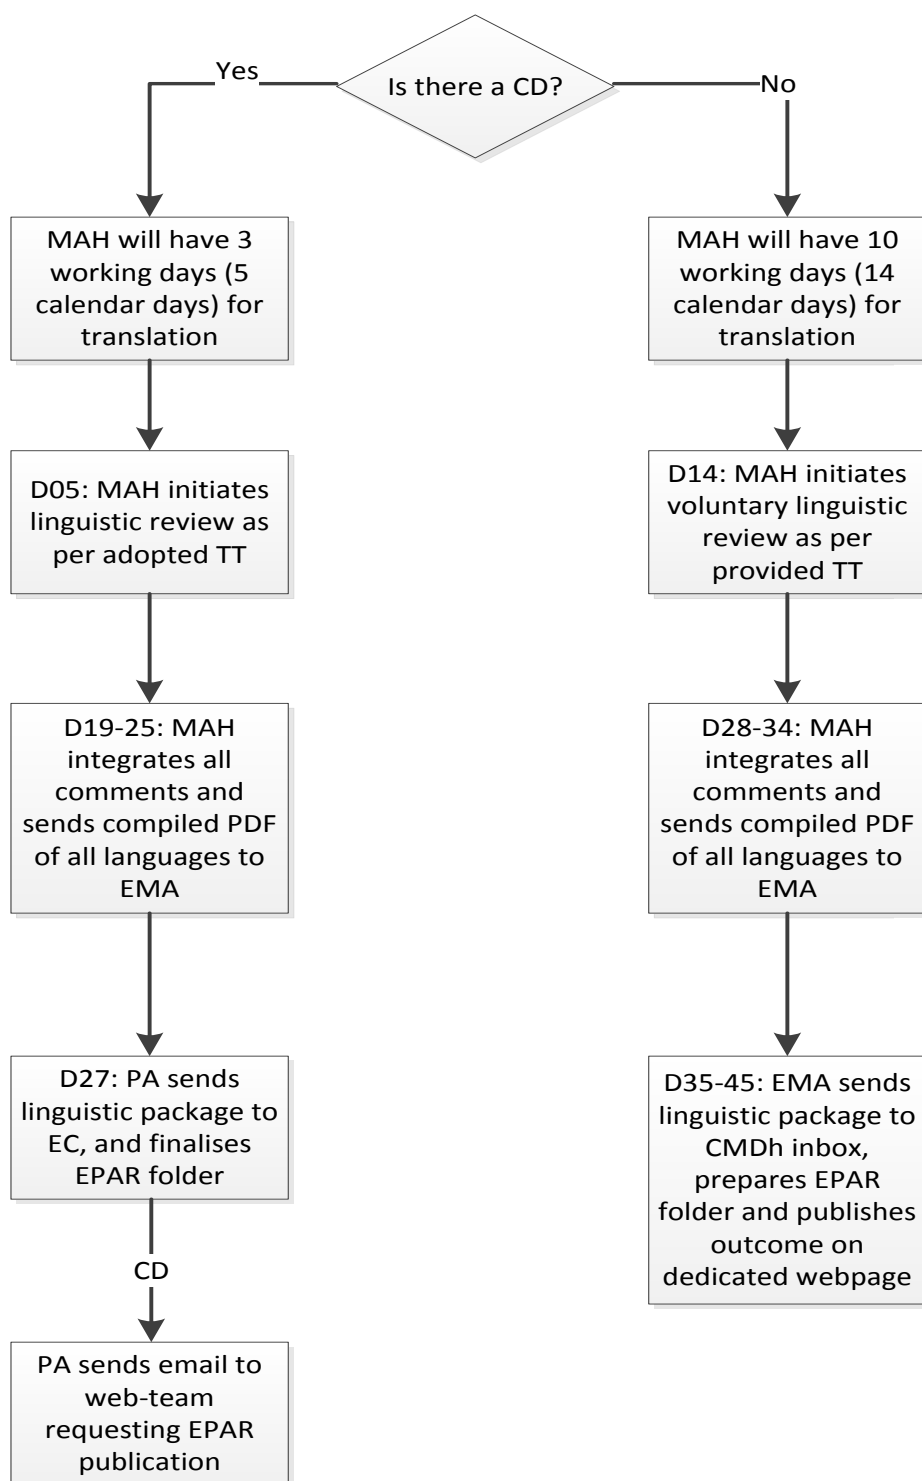 Is there a CD?
Yes
No
MAH will have 3
working days (5
calendar days) for
translation
MAH will have 10
working days (14
calendar days) for
translation
D05: MAH initiates
linguistic review as
per adopted TT
D14: MAH initiates
voluntary linguistic
review as per
provided TT
D19-25: MAH
integrates all
comments and
sends compiled PDF
of all languages to
EMA
D28-34: MAH
integrates all
comments and
sends compiled PDF
of all languages to
EMA
D27: PA sends
linguistic package to
EC, and finalises
EPAR folder
D35-45: EMA sends
linguistic package to
CMDh inbox,
prepares EPAR
folder and publishes
outcome on
dedicated webpage
CD
PA sends email to
web-team
requesting EPAR
publication